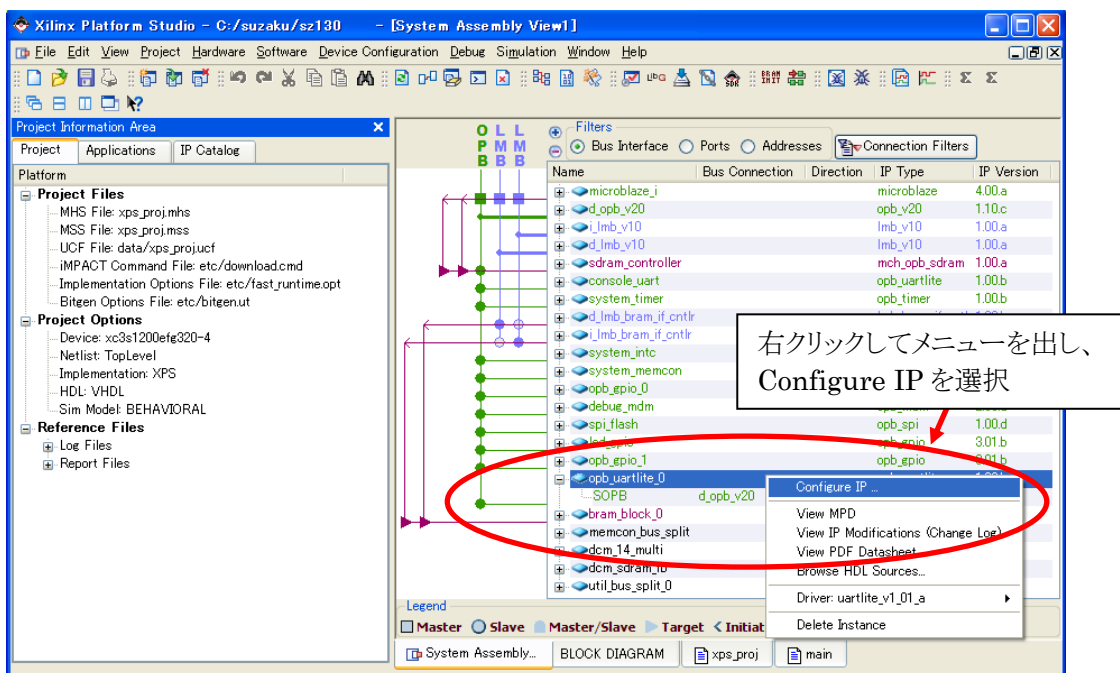 Xilinx Platform Studio - C:/suzaku/sz130 - [System Assembly View1]
File Edit View Project Hardware Software Device Configuration Debug Simulation Window Help
Project Information Area
Project Applications IP Catalog
Platform
Project Files
MHS File: xps_proj.mhs
MSS File: xps_proj.mss
UCF File: data/xps_proj.ucf
iMPACT Command File: etc/download.cmd
Implementation Options File: etc/fast_runtime.opt
Bitgen Options File: etc/bitgen.ut
Project Options
Device: xc3s1200efg320-4
Netlist: TopLevel
Implementation: XPS
HDL: VHDL
Sim Model: BEHAVIORAL
Reference Files
Log Files
Report Files
OPB LMB LMB
Filters
Bus Interface Ports Addresses Connection Filters
Name Bus Connection Direction IP Type IP Version
microblaze_i microblaze 4.00.a
d_opb_v20 opb_v20 1.10.c
i_lmb_v10 lmb_v10 1.00.a
d_lmb_v10 lmb_v10 1.00.a
sdram_controller mch_opb_sdram 1.00.a
console_uart opb_uartlite 1.00.b
system_timer opb_timer 1.00.b
d_lmb_bram_if_cntlr
i_lmb_bram_if_cntlr
system_intc
system_memcon
opb_gpio_0
debug_mdm
spi_flash opb_spi 1.00.d
led_gpio opb_gpio 3.01.b
opb_gpio_1 opb_gpio 3.01.b
opb_uartlite_0
SOPB d_opb_v20
bram_block_0
memcon_bus_split
dcm_14_multi
dcm_sdram_fb
util_bus_split_0
右クリックしてメニューを出し、
Configure IP を選択
Configure IP ...
View MPD
View IP Modifications (Change Log)
View PDF Datasheet
Browse HDL Sources...
Driver: uartlite_v1_01_a
Delete Instance
Legend
Master Slave Master/Slave Target Initiat
System Assembly... BLOCK DIAGRAM xps_proj main